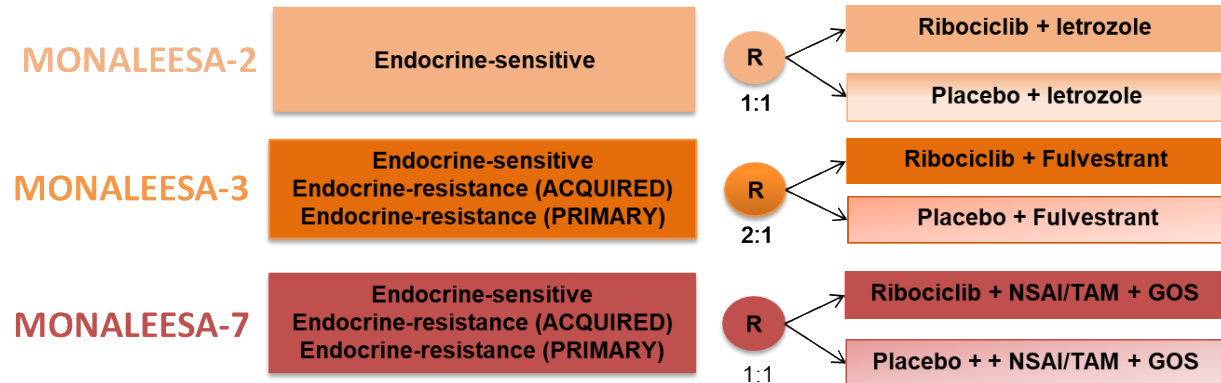 MONALEESA-2
Endocrine-sensitive
R
1:1
Ribociclib + letrozole
Placebo + letrozole
MONALEESA-3
Endocrine-sensitive
Endocrine-resistance (ACQUIRED)
Endocrine-resistance (PRIMARY)
R
2:1
Ribociclib + Fulvestrant
Placebo + Fulvestrant
MONALEESA-7
Endocrine-sensitive
Endocrine-resistance (ACQUIRED)
Endocrine-resistance (PRIMARY)
R
1:1
Ribociclib + NSAI/TAM + GOS
Placebo + + NSAI/TAM + GOS